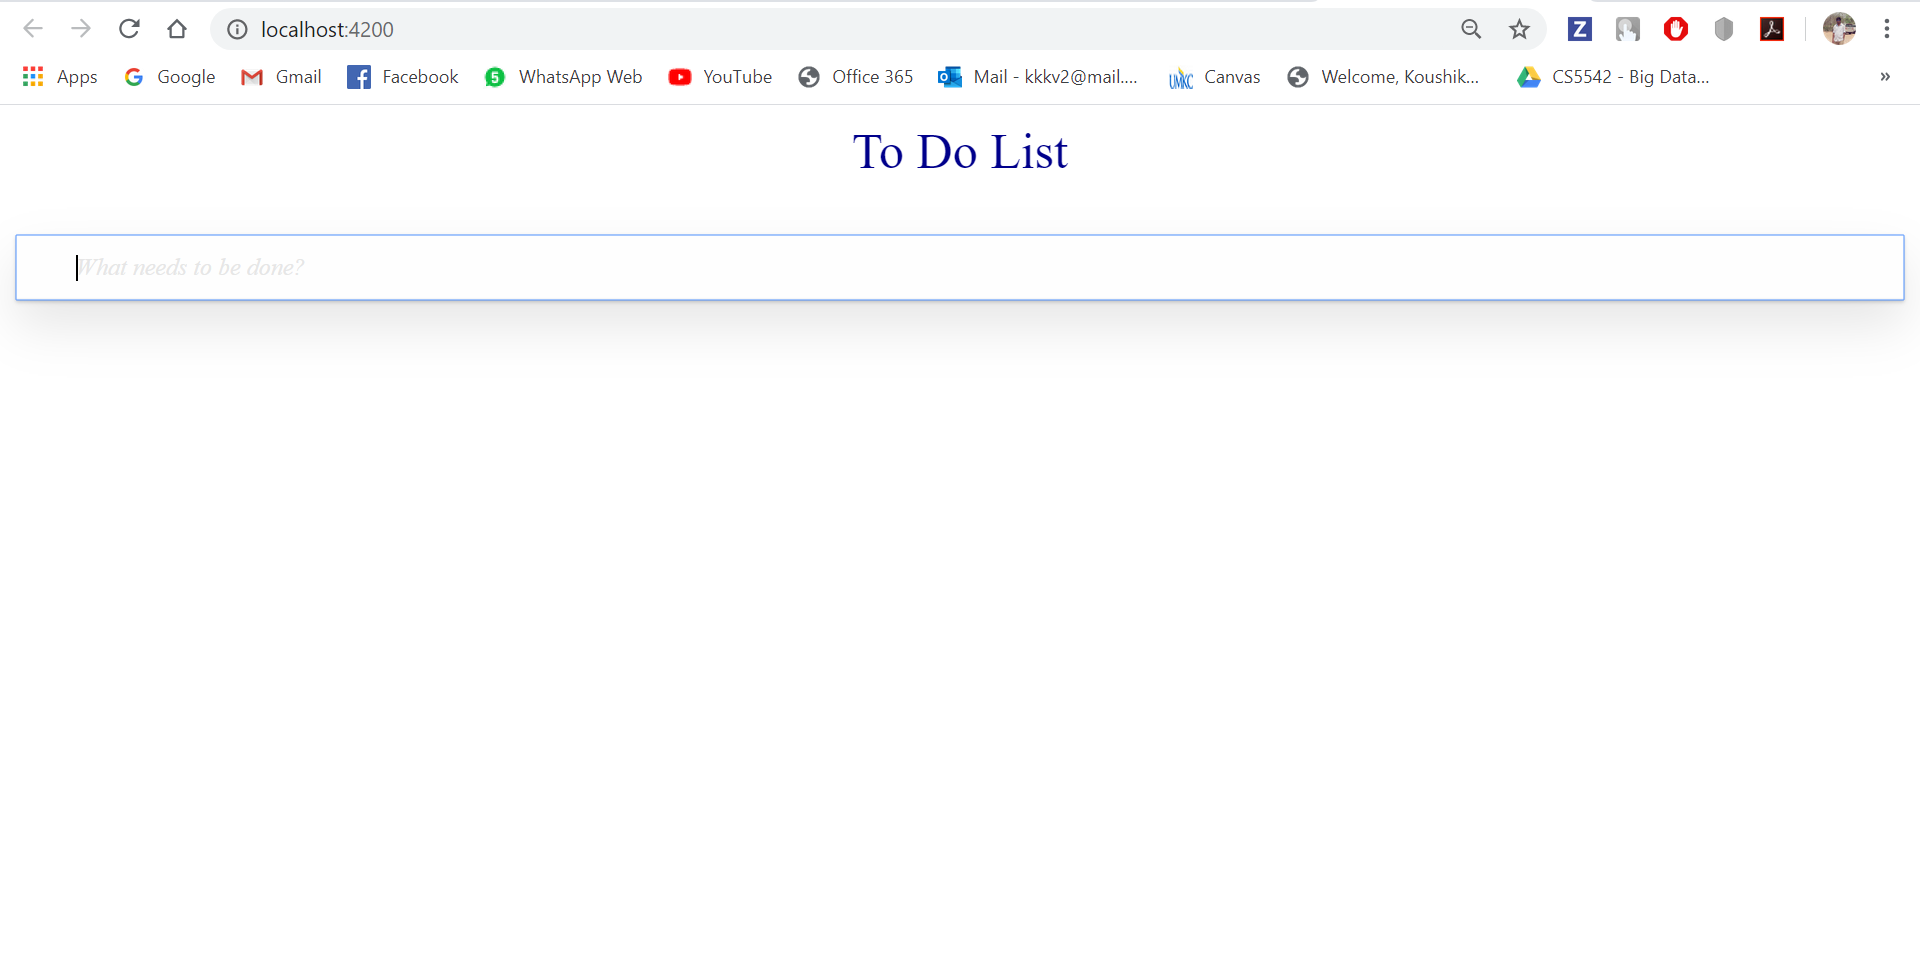 localhost:4200
Apps Google Gmail Facebook 5 WhatsApp Web YouTube Office 365 Mail - kkkv2@mail.... UMKC Canvas Welcome, Koushik... CS5542 - Big Data... »
To Do List
What needs to be done?